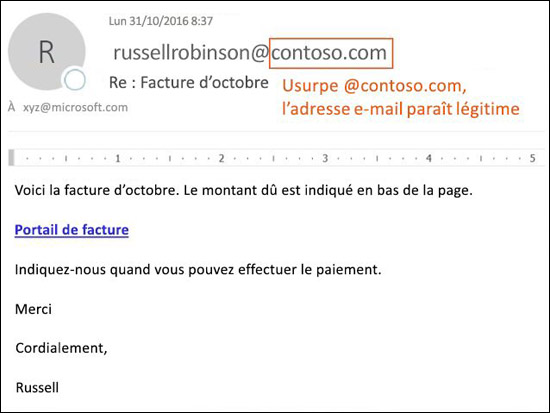 Lun 31/10/2016 8:37
R
russellrobinson@contoso.com
Re : Facture d’octobre
Usurpe @contoso.com,
l’adresse e-mail paraît légitime
À xyz@microsoft.com
1 2 3 4 5
Voici la facture d’octobre. Le montant dû est indiqué en bas de la page.
Portail de facture
Indiquez-nous quand vous pouvez effectuer le paiement.
Merci
Cordialement,
Russell